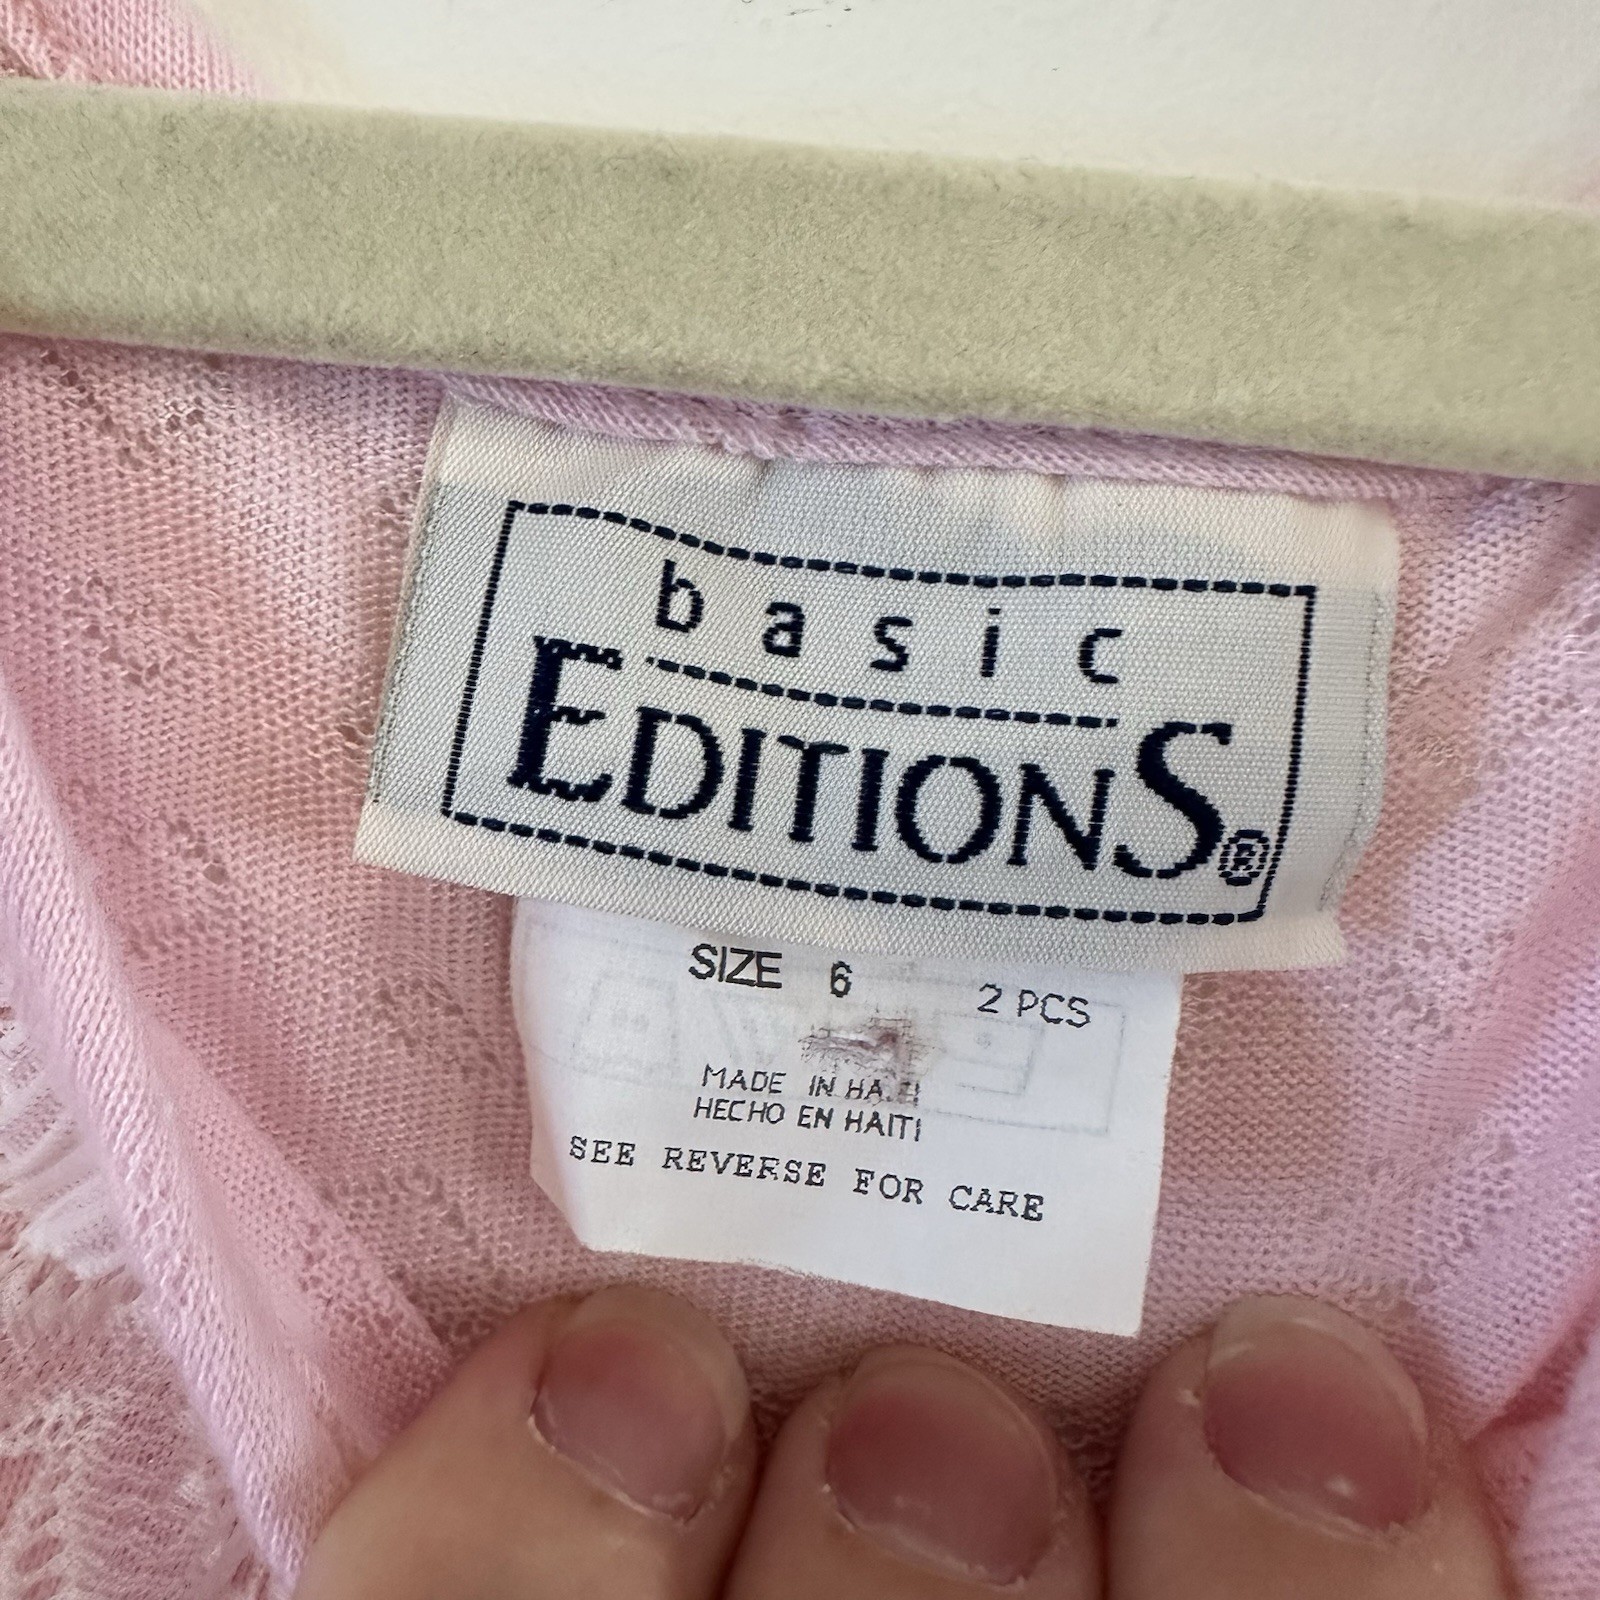 basic
EDITIONS®
SIZE 6 2 PCS
MADE IN HAITI
HECHO EN HAITI
SEE REVERSE FOR CARE